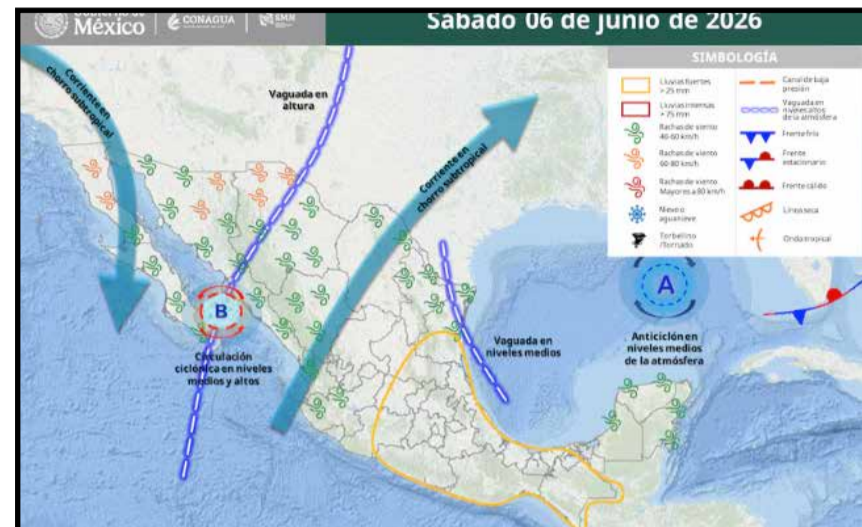 México
CONAGUA
SMN
Sábado 06 de junio de 2026
SIMBOLOGÍA
Lluvias fuertes
> 25 mm
Lluvias intensas
> 75 mm
Rachas de viento
40-60 km/h
Rachas de viento
60-80 km/h
Rachas de viento
Mayores a 80 km/h
Nieve o
aguanieve
Torbellino
/Tornado
Canal de baja
presión
Vaguada en
niveles altos
de la atmósfera
Frente frío
Frente
estacionario
Frente cálido
Línea seca
Onda tropical
Corriente en
chorro subtropical
Vaguada en
altura
Corriente en
chorro subtropical
B
Circulación
ciclónica en niveles
medios y altos
Vaguada en
niveles medios
A
Anticiclón en
niveles medios
de la atmósfera